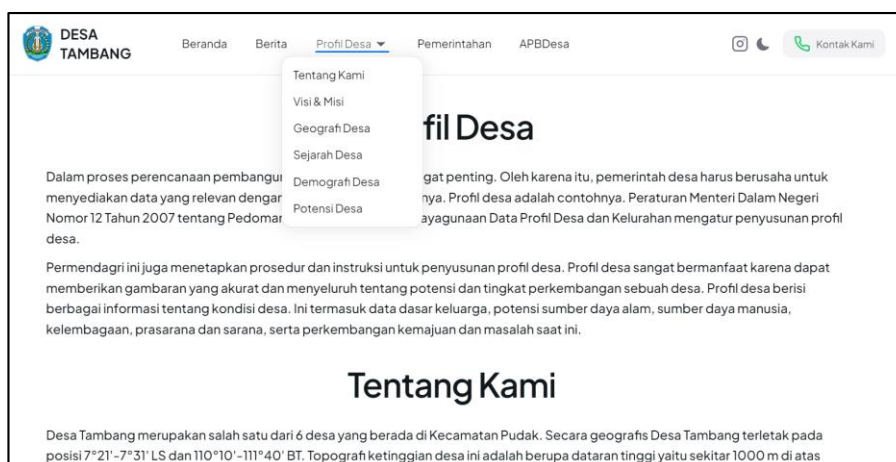 DESA
TAMBANG
Beranda Berita Profil Desa Pemerintahan APBDesa Kontak Kami
Tentang Kami
Visi & Misi
Geografi Desa
Sejarah Desa
Demografi Desa
Potensi Desa
fil Desa
Dalam proses perencanaan pembangu gat penting. Oleh karena itu, pemerintah desa harus berusaha untuk
menyediakan data yang relevan dengan nya. Profil desa adalah contohnya. Peraturan Menteri Dalam Negeri
Nomor 12 Tahun 2007 tentang Pedoman ayagunaan Data Profil Desa dan Kelurahan mengatur penyusunan profil
desa.
Permendagri ini juga menetapkan prosedur dan instruksi untuk penyusunan profil desa. Profil desa sangat bermanfaat karena dapat
memberikan gambaran yang akurat dan menyeluruh tentang potensi dan tingkat perkembangan sebuah desa. Profil desa berisi
berbagai informasi tentang kondisi desa. Ini termasuk data dasar keluarga, potensi sumber daya alam, sumber daya manusia,
kelembagaan, prasarana dan sarana, serta perkembangan kemajuan dan masalah saat ini.
Tentang Kami
Desa Tambang merupakan salah satu dari 6 desa yang berada di Kecamatan Pudak. Secara geografis Desa Tambang terletak pada
posisi 7°21'-7°31' LS dan 110°10'-111°40' BT. Topografi ketinggian desa ini adalah berupa dataran tinggi yaitu sekitar 1000 m di atas